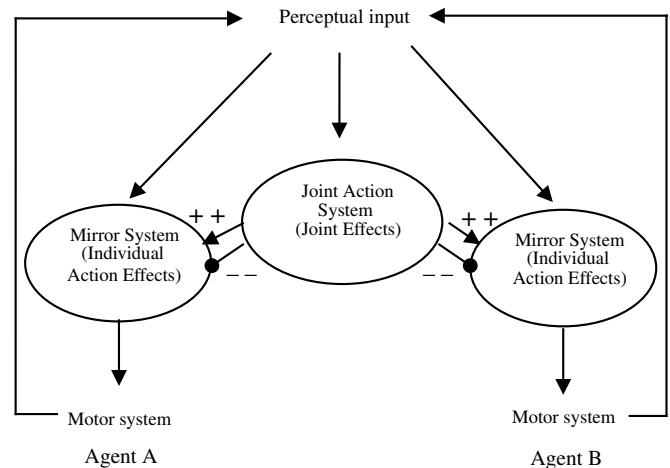 Perceptual input
Joint Action
System
(Joint Effects)
+ +
+ +
Mirror System
(Individual
Action Effects)
Mirror System
(Individual
Action Effects)
– –
– –
Motor system
Motor system
Agent A
Agent B